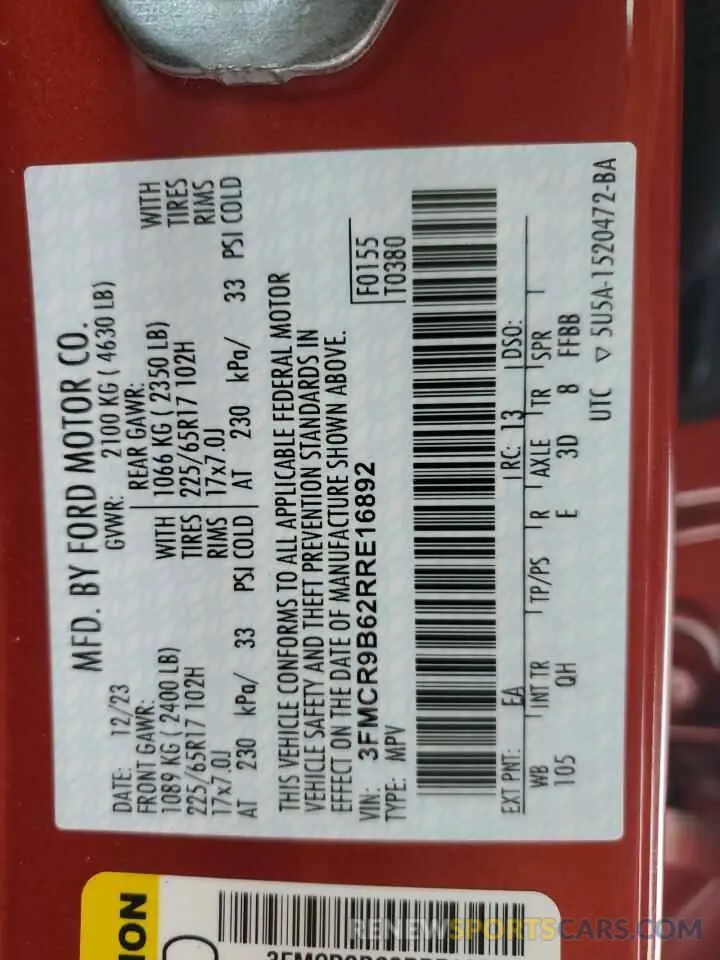 MFD. BY FORD MOTOR CO.
DATE: 12/23 GVWR: 2100 KG ( 4630 LB)
FRONT GAWR: REAR GAWR:
1089 KG ( 2400 LB) WITH 1066 KG ( 2350 LB) WITH
225/65R17 102H TIRES 225/65R17 102H TIRES
17x7.0J RIMS 17x7.0J RIMS
AT 230 kPa/ 33 PSI COLD AT 230 kPa/ 33 PSI COLD
THIS VEHICLE CONFORMS TO ALL APPLICABLE FEDERAL MOTOR
VEHICLE SAFETY AND THEFT PREVENTION STANDARDS IN
EFFECT ON THE DATE OF MANUFACTURE SHOWN ABOVE.
VIN: 3FMCR9B62RRE16892 F0155
TYPE: MPV T0380
EXT PNT: EA RC: 13 DSO:
WB INT TR TP/PS R AXLE TR SPR
105 QH E 3D 8 FFBB
UTC ▽ 5U5A-1520472-BA
RENEWSPORTSCARS.COM